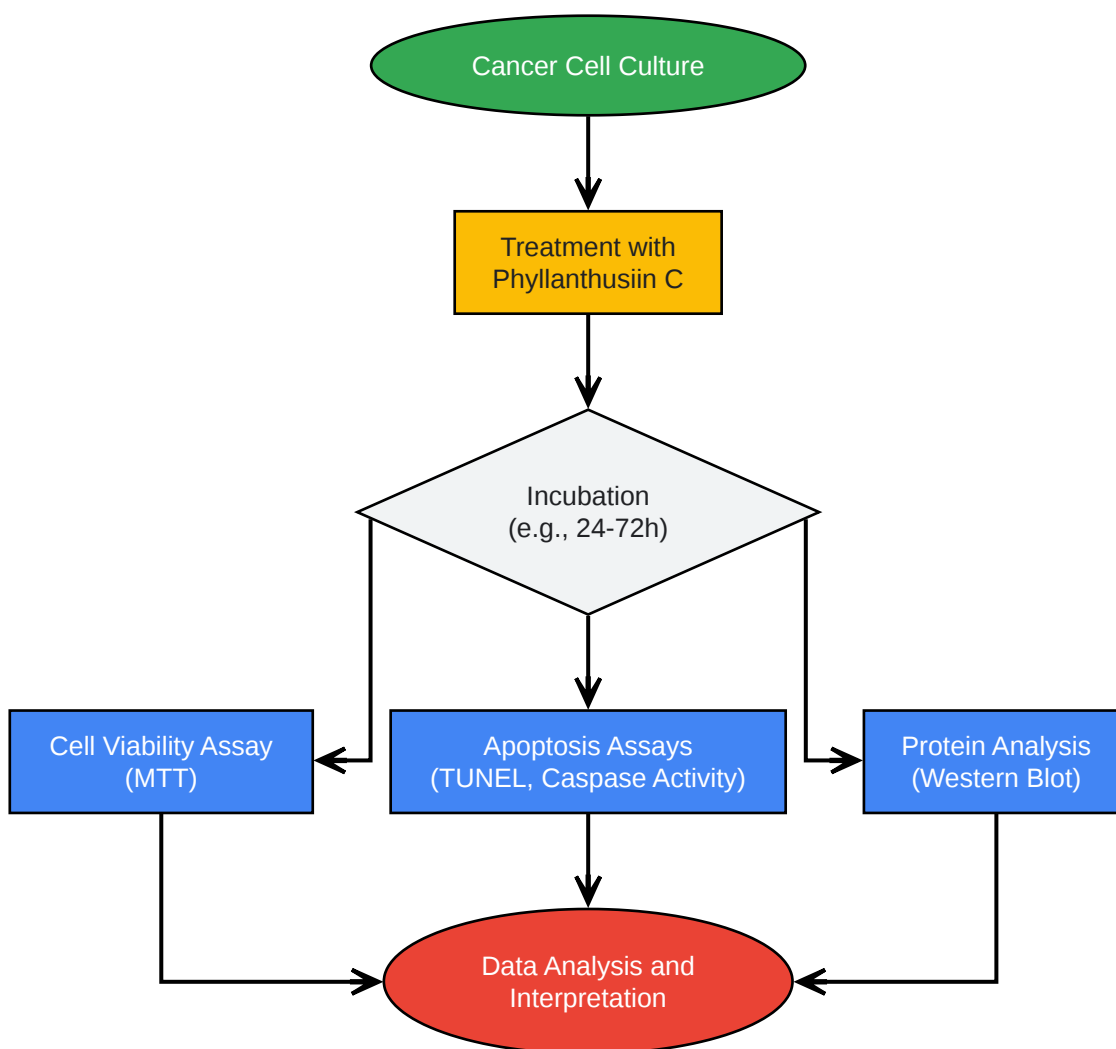 Cancer Cell Culture
Treatment with
Phyllanthusiin C
Incubation
(e.g., 24-72h)
Cell Viability Assay
(MTT)
Apoptosis Assays
(TUNEL, Caspase Activity)
Protein Analysis
(Western Blot)
Data Analysis and
Interpretation